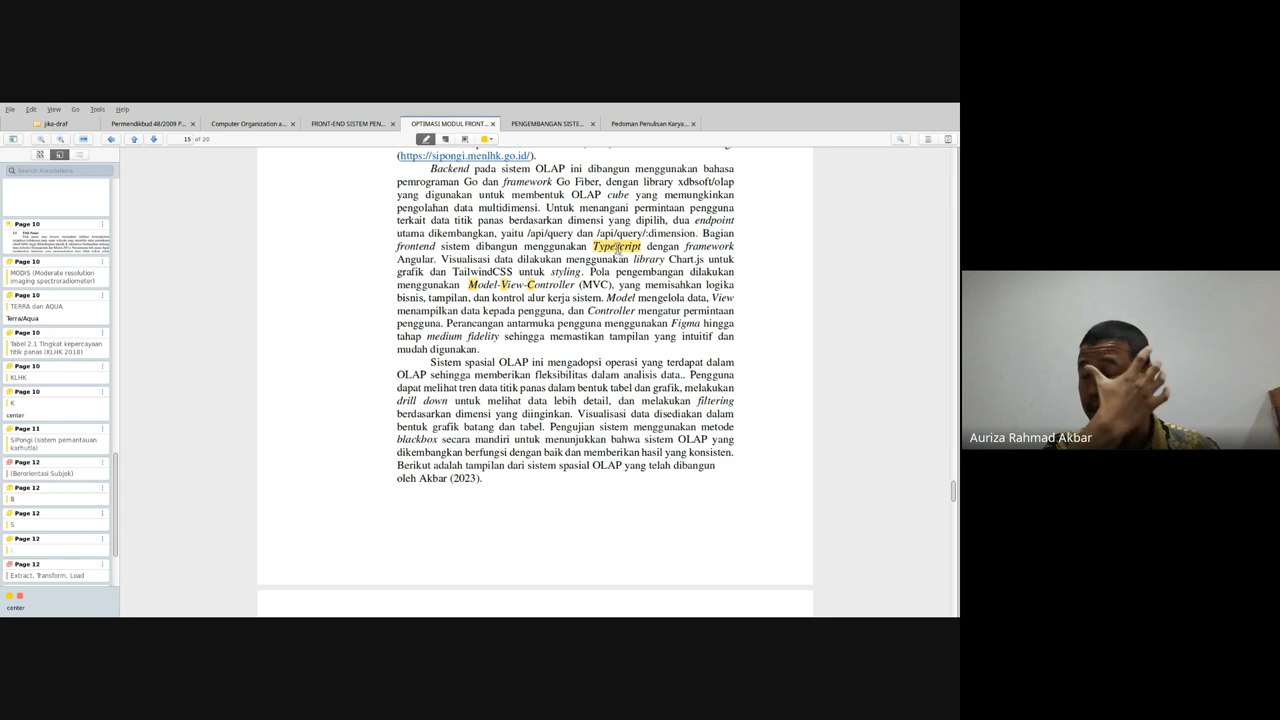 File Edit View Go Tools Help
jika-draf
Permendikbud 48/2009 P...
Computer Organization a...
FRONT-END SISTEM PEN...
OPTIMASI MODUL FRONT...
PENGEMBANGAN SISTE...
Pedoman Penulisan Karya...
15 of 20
Search Annotations
Page 10
Page 10
MODIS (Moderate resolution
imaging spectroradiometer)
Page 10
TERRA dan AQUA
Terra/Aqua
Page 10
Tabel 2.1 Tingkat kepercayaan
titik panas (KLHK 2018)
Page 10
KLHK
Page 10
K
center
Page 11
SiPongi (sistem pemantauan
karhutla)
Page 12
(Berorientasi Subjek)
Page 12
B
Page 12
S
Page 12
:
Page 12
Extract. Transform. Load
center
(https://sipongi.menlhk.go.id/).
Backend pada sistem OLAP ini dibangun menggunakan bahasa
pemrograman Go dan framework Go Fiber, dengan library xdbsoft/olap
yang digunakan untuk membentuk OLAP cube yang memungkinkan
pengolahan data multidimensi. Untuk menangani permintaan pengguna
terkait data titik panas berdasarkan dimensi yang dipilih, dua endpoint
utama dikembangkan, yaitu /api/query dan /api/query/:dimension. Bagian
frontend sistem dibangun menggunakan Typescript dengan framework
Angular. Visualisasi data dilakukan menggunakan library Chart.js untuk
grafik dan TailwindCSS untuk styling. Pola pengembangan dilakukan
menggunakan Model-View-Controller (MVC), yang memisahkan logika
bisnis, tampilan, dan kontrol alur kerja sistem. Model mengelola data, View
menampilkan data kepada pengguna, dan Controller mengatur permintaan
pengguna. Perancangan antarmuka pengguna menggunakan Figma hingga
tahap medium fidelity sehingga memastikan tampilan yang intuitif dan
mudah digunakan.
Sistem spasial OLAP ini mengadopsi operasi yang terdapat dalam
OLAP sehingga memberikan fleksibilitas dalam analisis data.. Pengguna
dapat melihat tren data titik panas dalam bentuk tabel dan grafik, melakukan
drill down untuk melihat data lebih detail, dan melakukan filtering
berdasarkan dimensi yang diinginkan. Visualisasi data disediakan dalam
bentuk grafik batang dan tabel. Pengujian sistem menggunakan metode
blackbox secara mandiri untuk menunjukkan bahwa sistem OLAP yang
dikembangkan berfungsi dengan baik dan memberikan hasil yang konsisten.
Berikut adalah tampilan dari sistem spasial OLAP yang telah dibangun
oleh Akbar (2023).
Auriza Rahmad Akbar